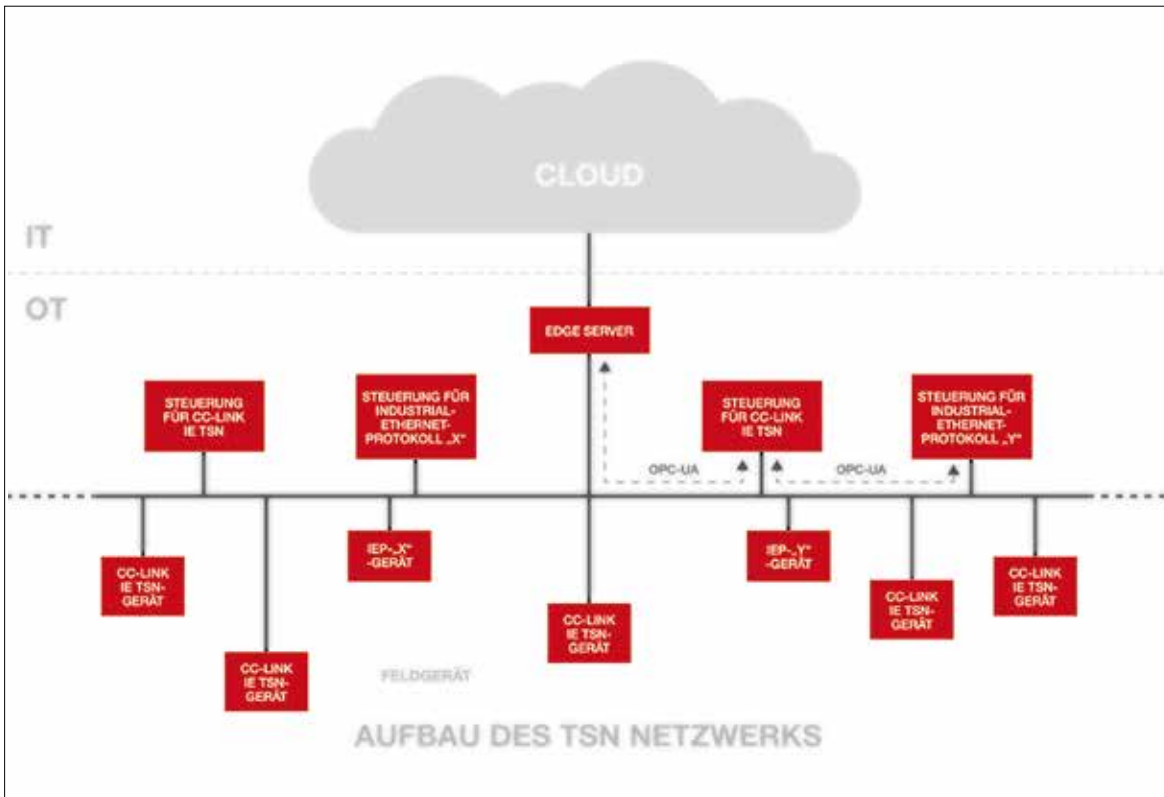 CLOUD
IT
OT
EDGE SERVER
STEUERUNG
FÜR CC-LINK
IE TSN
STEUERUNG FÜR
INDUSTRIAL-
ETHERNET-
PROTOKOLL „X“
STEUERUNG
FÜR CC-LINK
IE TSN
STEUERUNG FÜR
INDUSTRIAL-
ETHERNET-
PROTOKOLL „Y“
OPC-UA
OPC-UA
CC-LINK
IE TSN-
GERÄT
CC-LINK
IE TSN-
GERÄT
IEP-„X“
-GERÄT
CC-LINK
IE TSN-
GERÄT
IEP-„Y“
-GERÄT
CC-LINK
IE TSN-
GERÄT
CC-LINK
IE TSN-
GERÄT
FELDGERÄT
AUFBAU DES TSN NETZWERKS